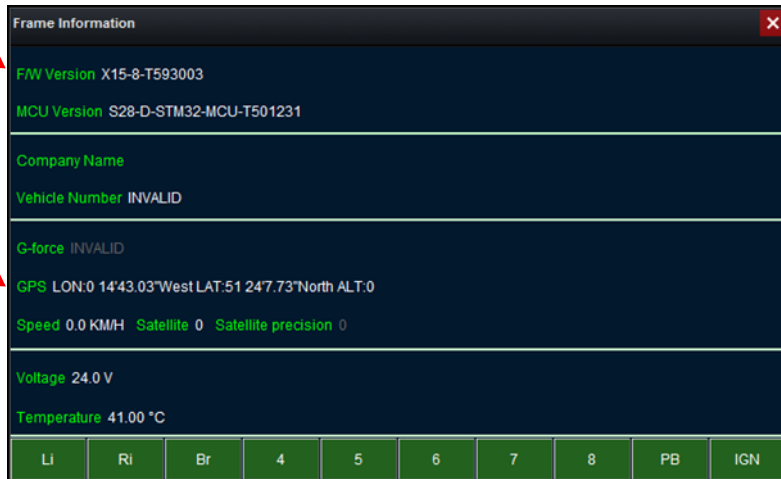 Frame Information
F/W Version X15-8-T593003
MCU Version S28-D-STM32-MCU-T501231
Company Name
Vehicle Number INVALID
G-force INVALID
GPS LON:0 14'43.03"West LAT:51 24'7.73"North ALT:0
Speed 0.0 KM/H Satellite 0 Satellite precision 0
Voltage 24.0 V
Temperature 41.00 °C
Li Ri Br 4 5 6 7 8 PB IGN